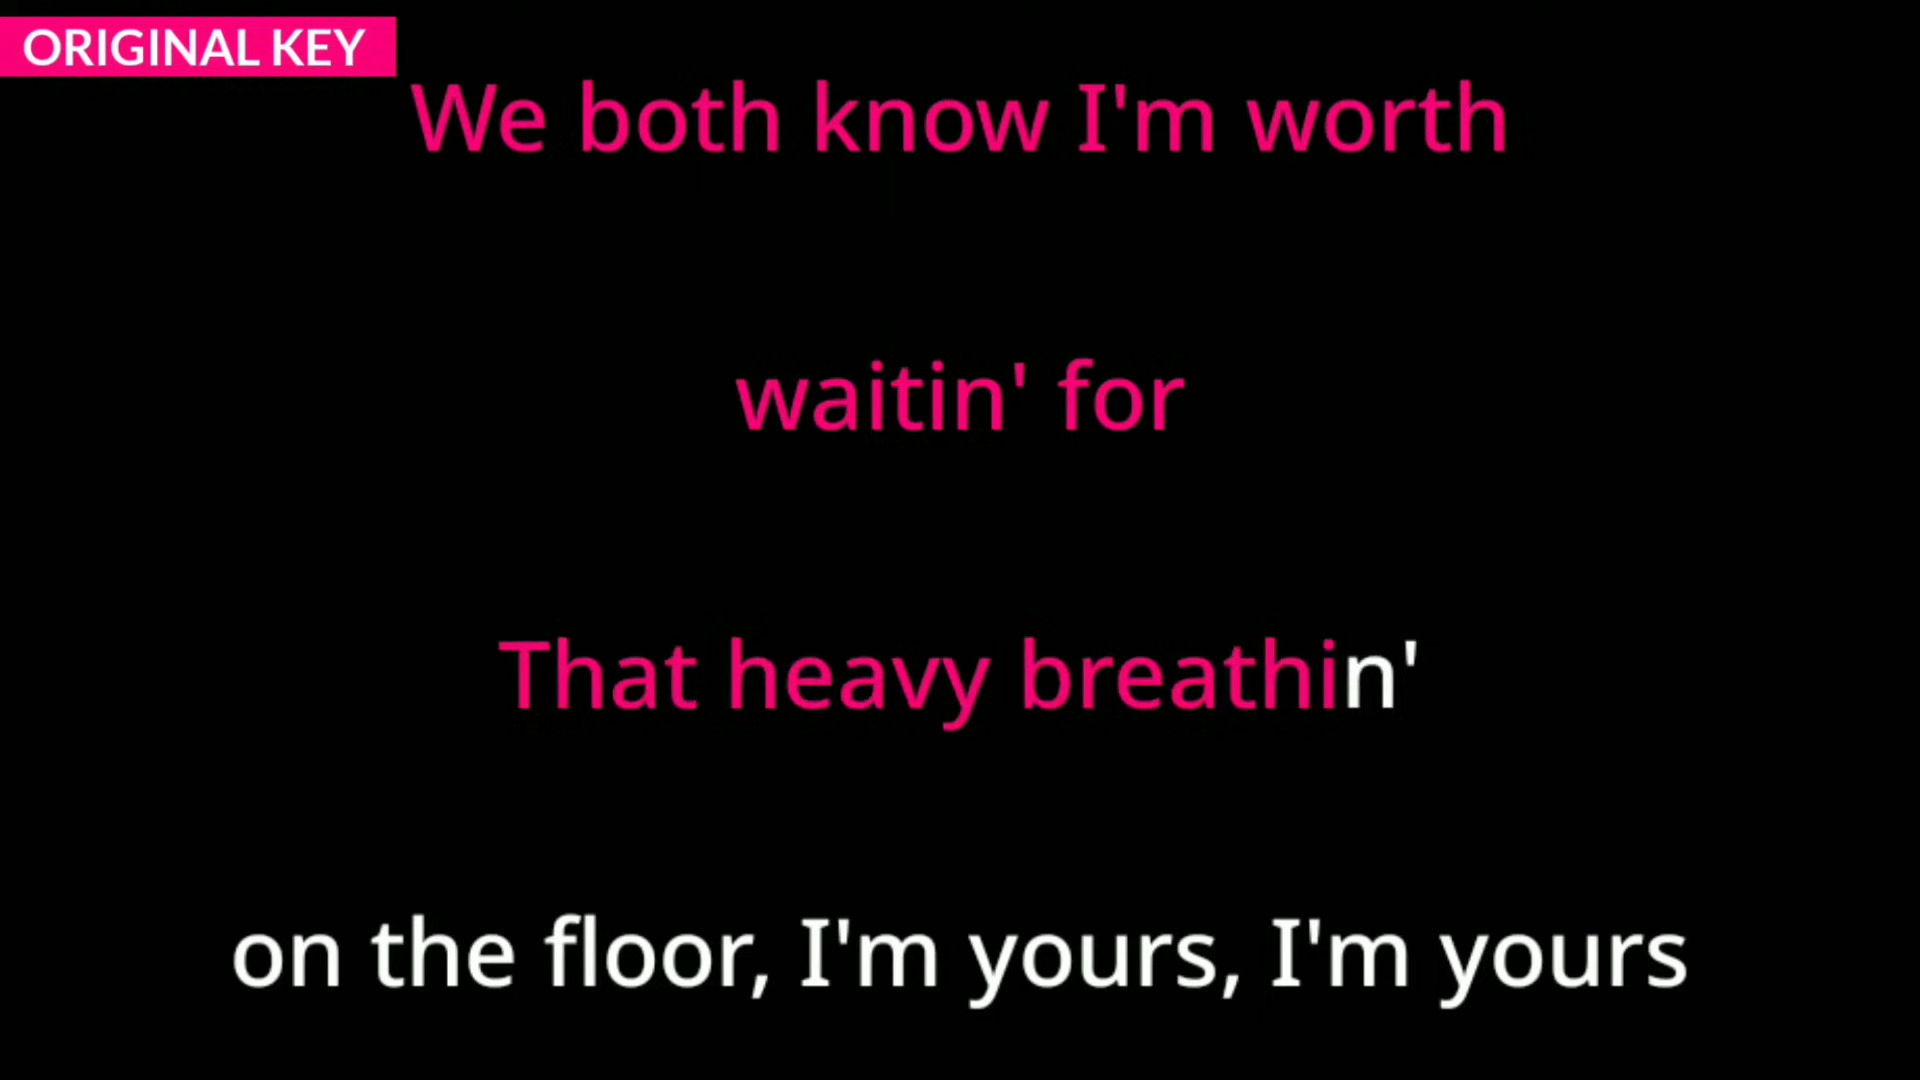 ORIGINAL KEY
We both know I'm worth
waitin' for
That heavy breathin'
on the floor, I'm yours, I'm yours